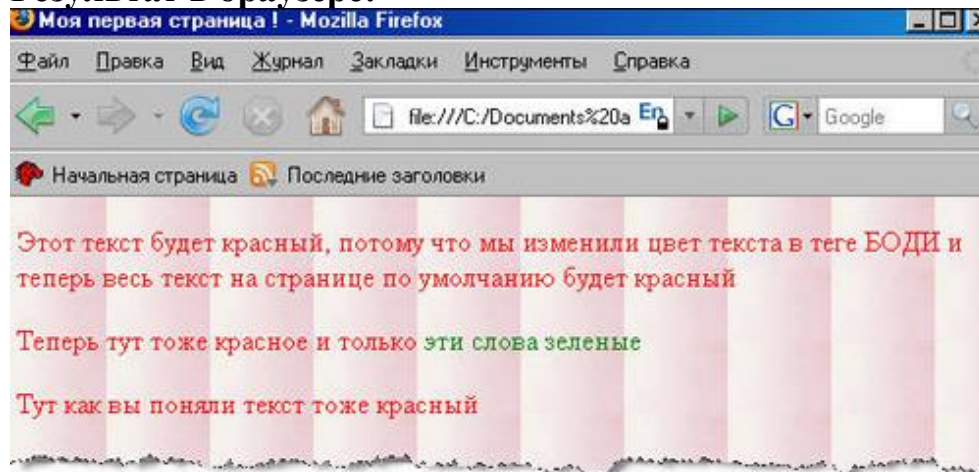 Результат в браузере:
Моя первая страница ! - Mozilla Firefox
Файл Правка Вид Журнал Закладки Инструменты Справка
file:///C:/Documents%20a En G Google
Начальная страница Последние заголовки
Этот текст будет красный, потому что мы изменили цвет текста в теге БОДИ и
теперь весь текст на странице по умолчанию будет красный
Теперь тут тоже красное и только эти слова зеленые
Тут как вы поняли текст тоже красный